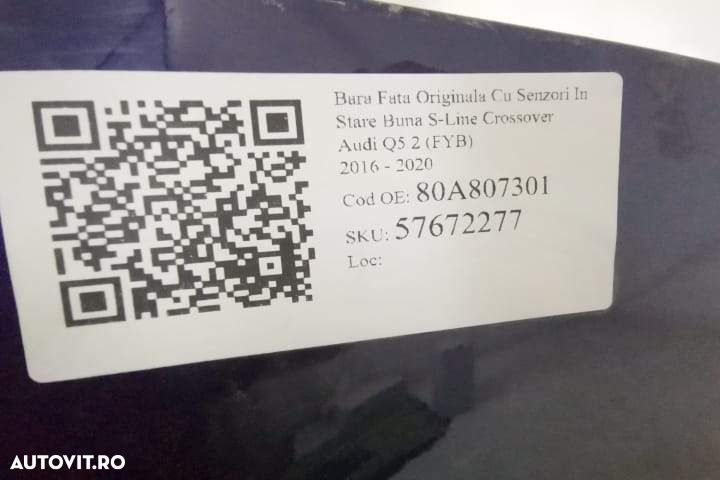 Bara Fata Originala Cu Senzori In
Stare Buna S-Line Crossover
Audi Q5 2 (FYB)
2016 - 2020
Cod OE: 80A807301
SKU: 57672277
Loc:
AUTOVIT.RO